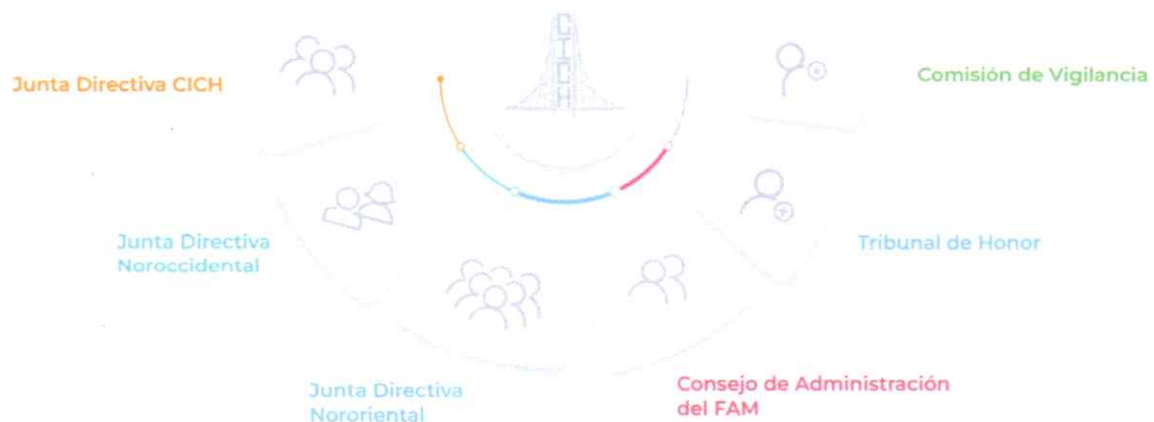 CICH
Junta Directiva CICH
Comisión de Vigilancia
Junta Directiva
Noroccidental
Tribunal de Honor
Junta Directiva
Nororiental
Consejo de Administración
del FAM